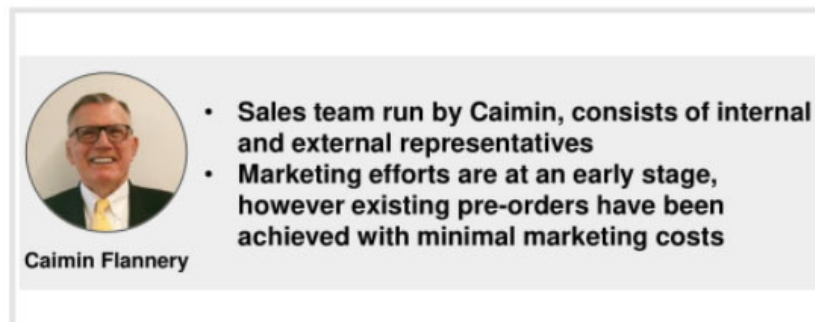 • Sales team run by Caimin, consists of internal
and external representatives
• Marketing efforts are at an early stage,
however existing pre-orders have been
achieved with minimal marketing costs
Caimin Flannery